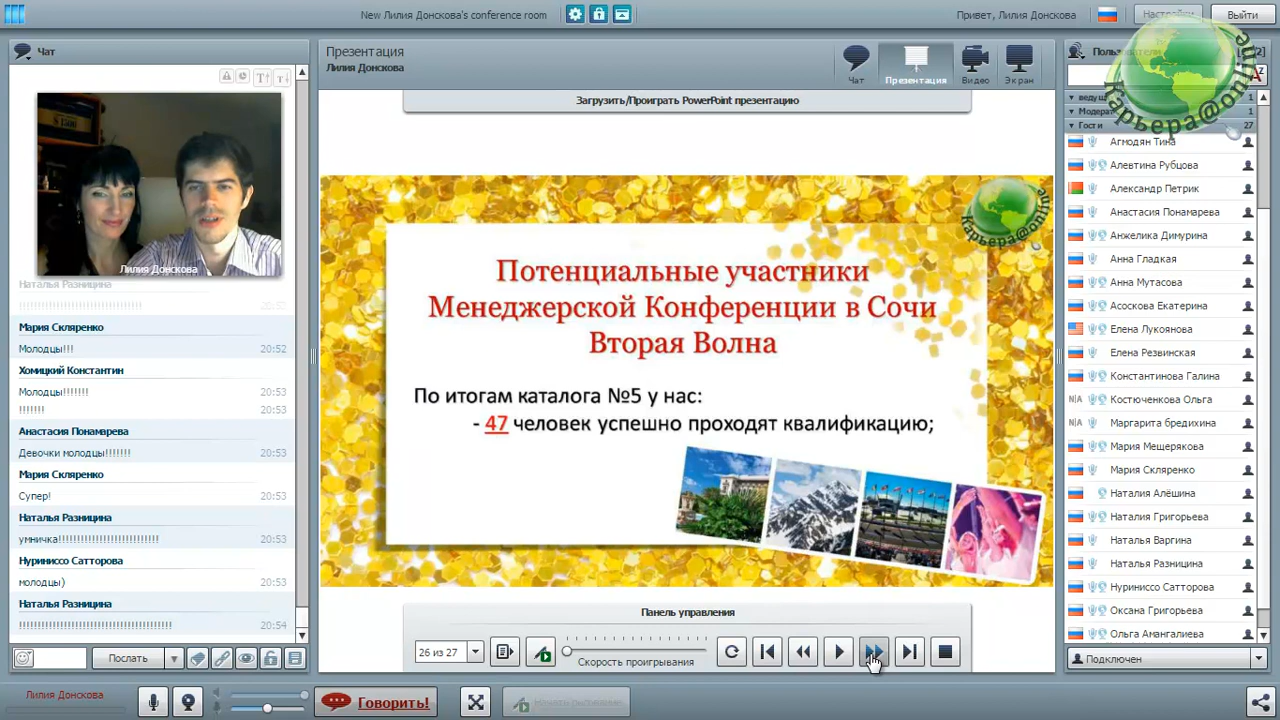 New Лилия Донскова's conference room
Привет, Лилия Донскова
Настройки
Выйти
Чат
Лилия Донскова
Наталья Разницина
!!!!!!!!!!!!!!!!!!!!!!!!!!!!!!! 20:52
Мария Скляренко
Молодцы!!! 20:52
Хомицкий Константин
Молодцы!!!!!!! 20:53
!!!!!!! 20:53
Анастасия Понамарева
Девочки молодцы!!!!!!! 20:53
Мария Скляренко
Супер! 20:53
Наталья Разницина
умничка!!!!!!!!!!!!!!!!!!!!!!!!!! 20:53
Нуриниссо Сатторова
молодцы) 20:53
Наталья Разницина
!!!!!!!!!!!!!!!!!!!!!!!!!!!!!!!!!!!!!! 20:54
Послать
Презентация
Лилия Донскова
Чат
Презентация
Видео
Экран
Загрузить/Проиграть PowerPoint презентацию
Карьера@online
Потенциальные участники
Менеджерской Конференции в Сочи
Вторая Волна
По итогам каталога №5 у нас:
- 47 человек успешно проходят квалификацию;
Панель управления
26 из 27
Скорость проигрывания
Карьера@online
Гости 27
Агмодян Тина
Алевтина Рубцова
Александр Петрик
Анастасия Понамарева
Анжелика Димурина
Анна Гладкая
Анна Мутасова
Асоскова Екатерина
Елена Лукоянова
Елена Резвинская
Константинова Галина
N/A Костюченкова Ольга
N/A Маргарита бредихина
Мария Мещерякова
Мария Скляренко
Наталия Алёшина
Наталия Григорьева
Наталья Варгина
Наталья Разницина
Нуриниссо Сатторова
Оксана Григорьева
Ольга Амангалиева
Подключен
Лилия Донскова
Говорить!